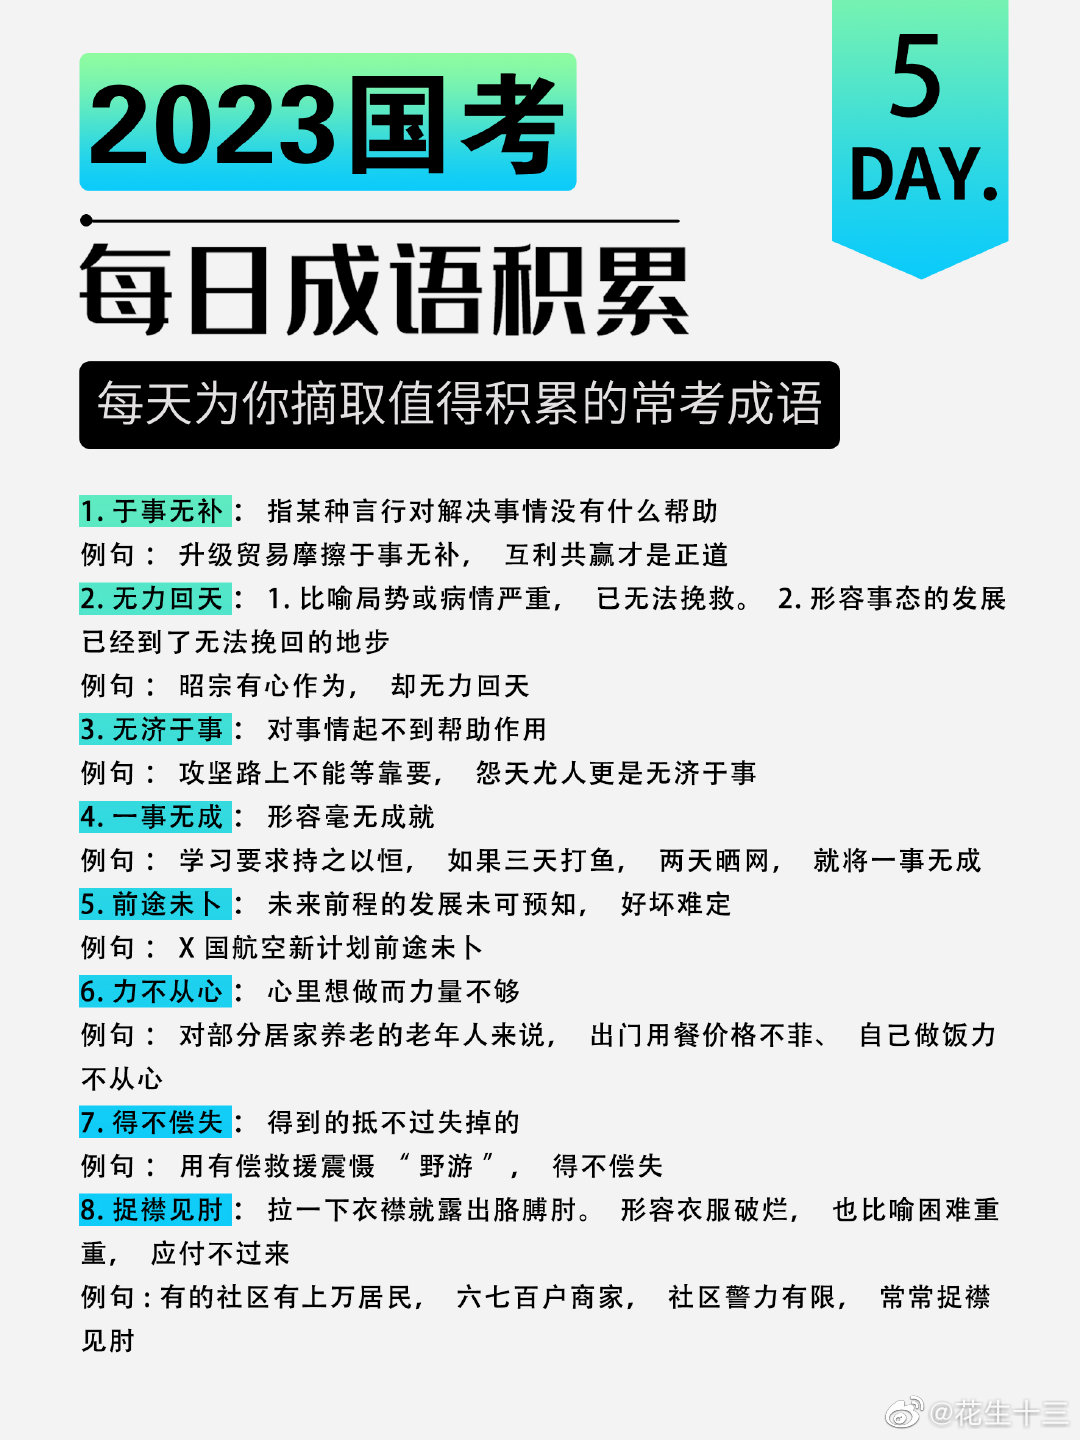 2023国考
5
DAY.
每日成语积累
每天为你摘取值得积累的常考成语
1. 于事无补： 指某种言行对解决事情没有什么帮助
例句： 升级贸易摩擦于事无补， 互利共赢才是正道
2. 无力回天： 1. 比喻局势或病情严重， 已无法挽救。 2. 形容事态的发展
已经到了无法挽回的地步
例句： 昭宗有心作为， 却无力回天
3. 无济于事： 对事情起不到帮助作用
例句： 攻坚路上不能等靠要， 怨天尤人更是无济于事
4. 一事无成： 形容毫无成就
例句： 学习要求持之以恒， 如果三天打鱼， 两天晒网， 就将一事无成
5. 前途未卜： 未来前程的发展未可预知， 好坏难定
例句： X 国航空新计划前途未卜
6. 力不从心： 心里想做而力量不够
例句： 对部分居家养老的老年人来说， 出门用餐价格不菲、 自己做饭力
不从心
7. 得不偿失： 得到的抵不过失掉的
例句： 用有偿救援震慑 “野游”， 得不偿失
8. 捉襟见肘： 拉一下衣襟就露出胳膊肘。 形容衣服破烂， 也比喻困难重
重， 应付不过来
例句：有的社区有上万居民， 六七百户商家， 社区警力有限， 常常捉襟
见肘
@花生十三